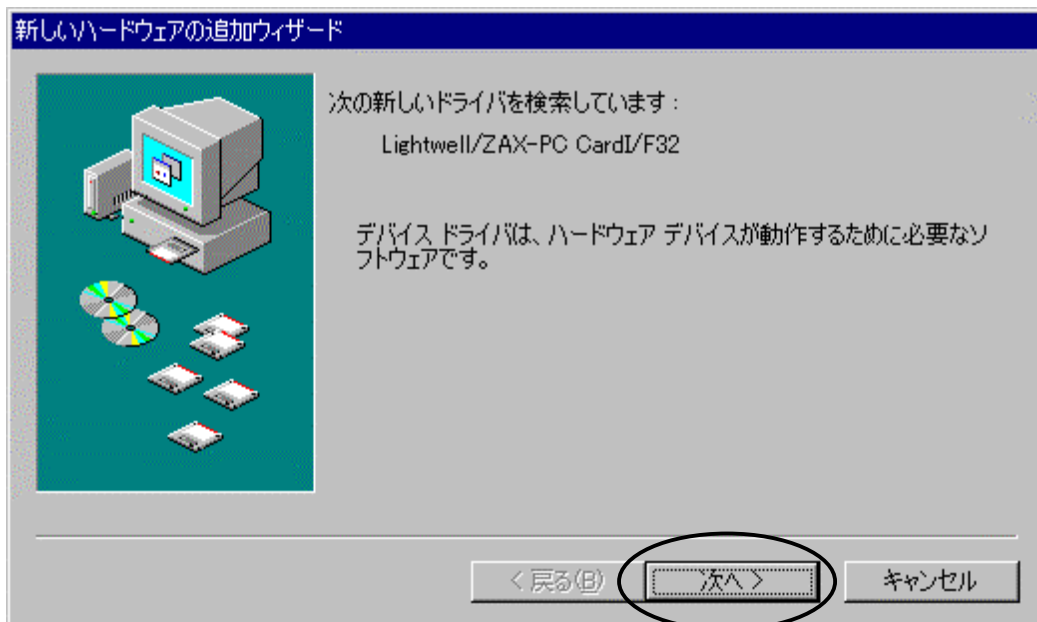 新しいハードウェアの追加ウィザード
次の新しいドライバを検索しています:
Lightwell/ZAX-PC CardI/F32
デバイス ドライバは、ハードウェア デバイスが動作するために必要なソ
フトウェアです。
< 戻る(B) 次へ > キャンセル